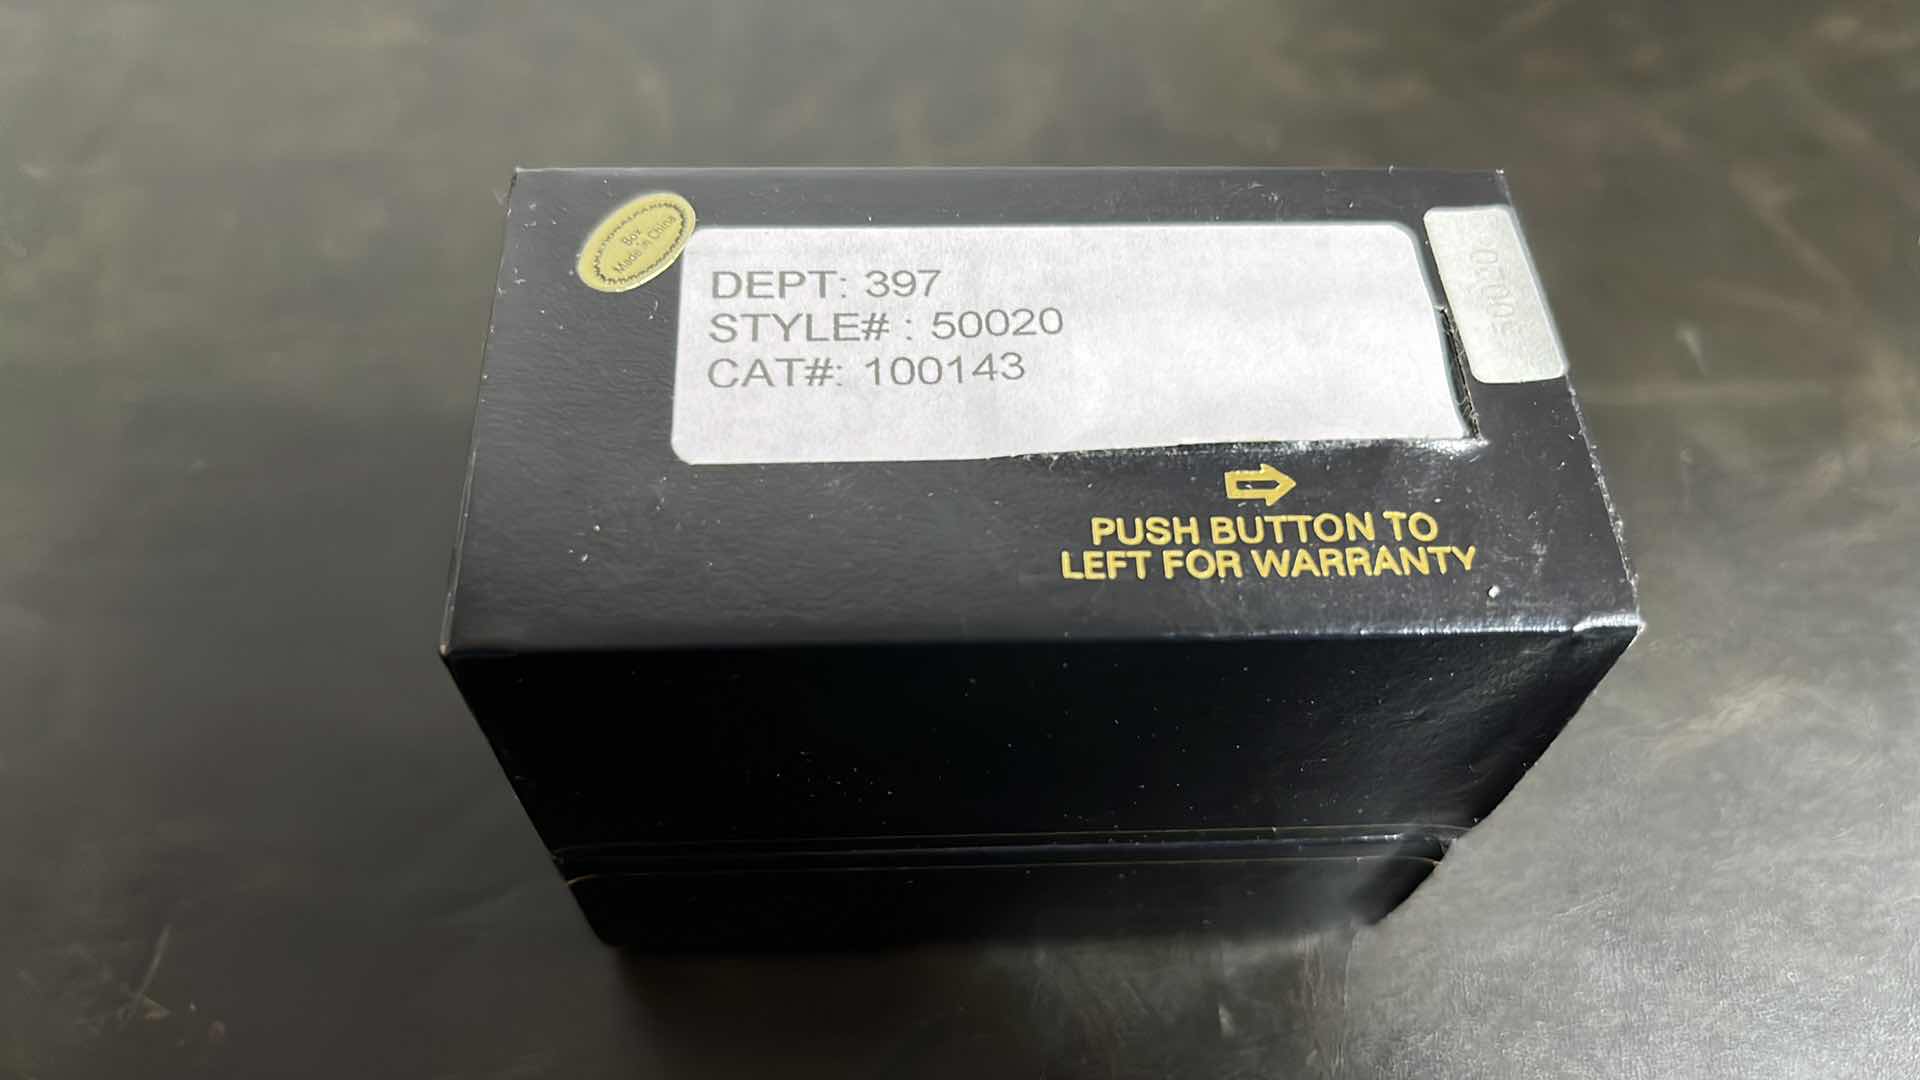 Box
Made in China
DEPT: 397
STYLE# : 50020
CAT#: 100143
50020
PUSH BUTTON TO
LEFT FOR WARRANTY